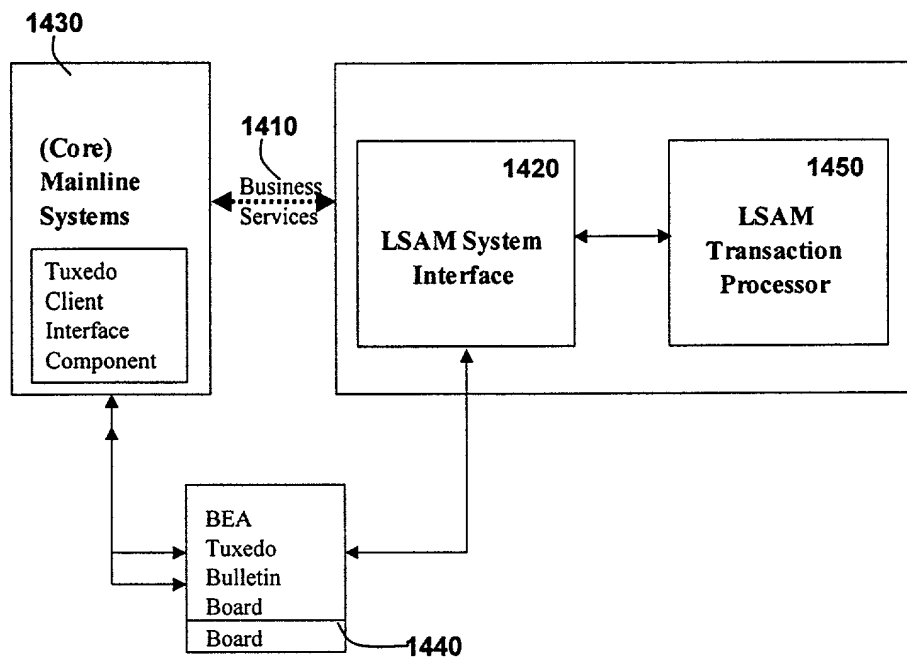 1430
(Core)
Mainline
Systems
Tuxedo
Client
Interface
Component
1410
Business
Services
1420
LSAM System
Interface
1450
LSAM
Transaction
Processor
BEA
Tuxedo
Bulletin
Board
Board
1440